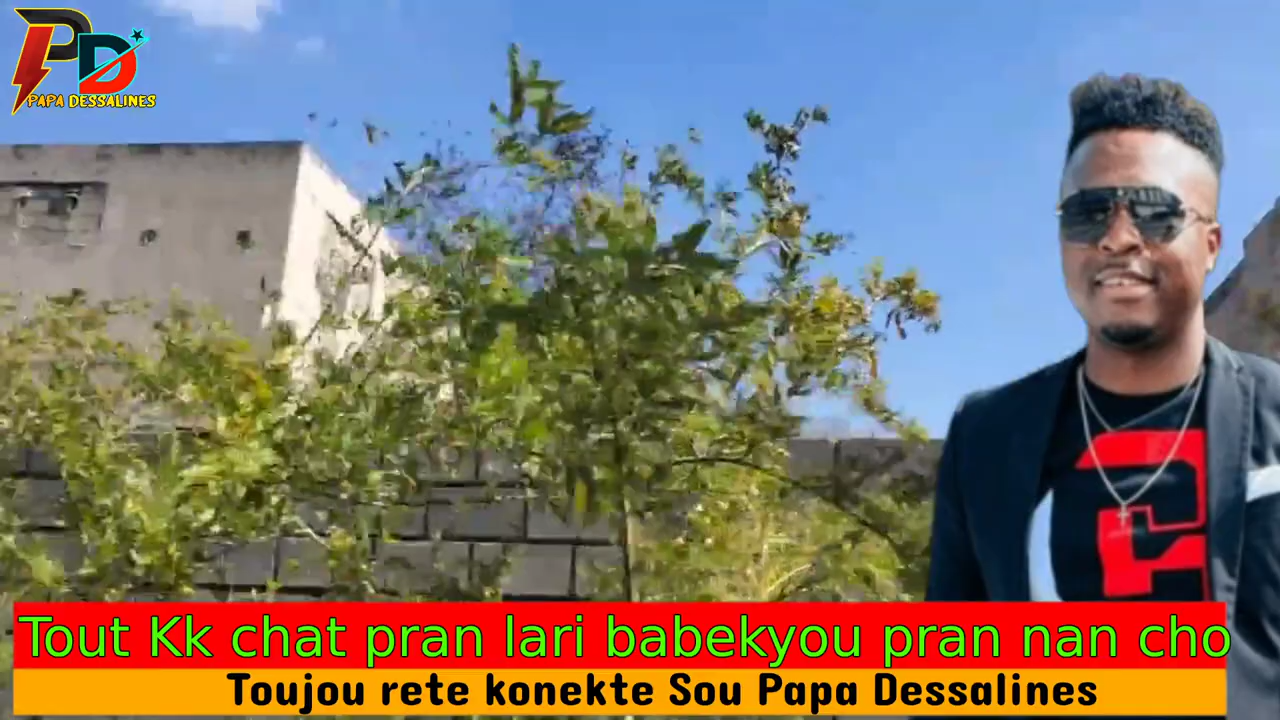 PD
PAPA DESSALINES
Tout Kk chat pran lari babekyou pran nan cho
Toujou rete konekte Sou Papa Dessalines